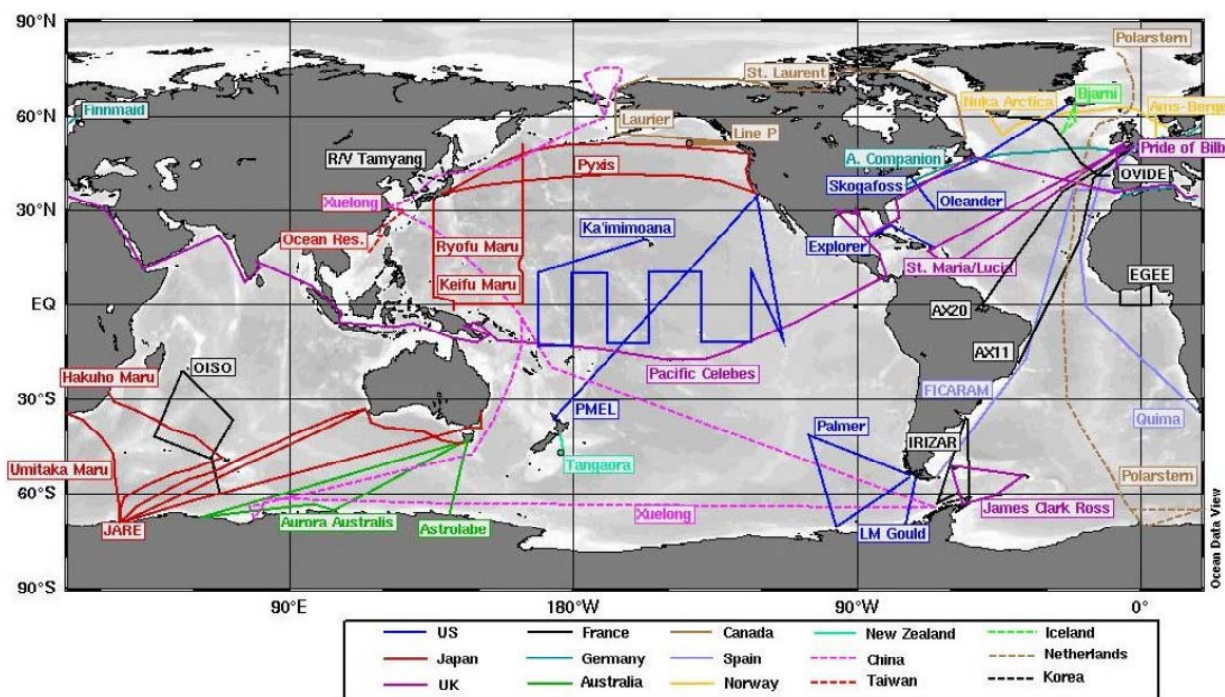 90°N
Polarstern
St. Laurent
Bjarni
Nuka Arctica
Ams-Berge
Finnmaid
60°N
Laurier
Line P
Pride of Bilb
R/V Tamyang
A. Companion
Pyxis
OVIDE
Skogafoss
Xuelong
Oleander
30°N
Ka'imimoana
Ocean Res.
Ryofu Maru
Explorer
St. Maria/Lucia
EGEE
Keifu Maru
EQ
AX20
AX11
OISO
Hakuho Maru
Pacific Celebes
FICARAM
30°S
PMEL
Quima
Palmer
IRIZAR
Umitaka Maru
Tangaora
Polarstern
60°S
Xuelong
James Clark Ross
JARE
Aurora Australis
Astrolabe
LM Gould
Ocean Data View
90°S
90°E
180°W
90°W
0°
US
France
Canada
New Zealand
Iceland
Japan
Germany
Spain
China
Netherlands
UK
Australia
Norway
Taiwan
Korea